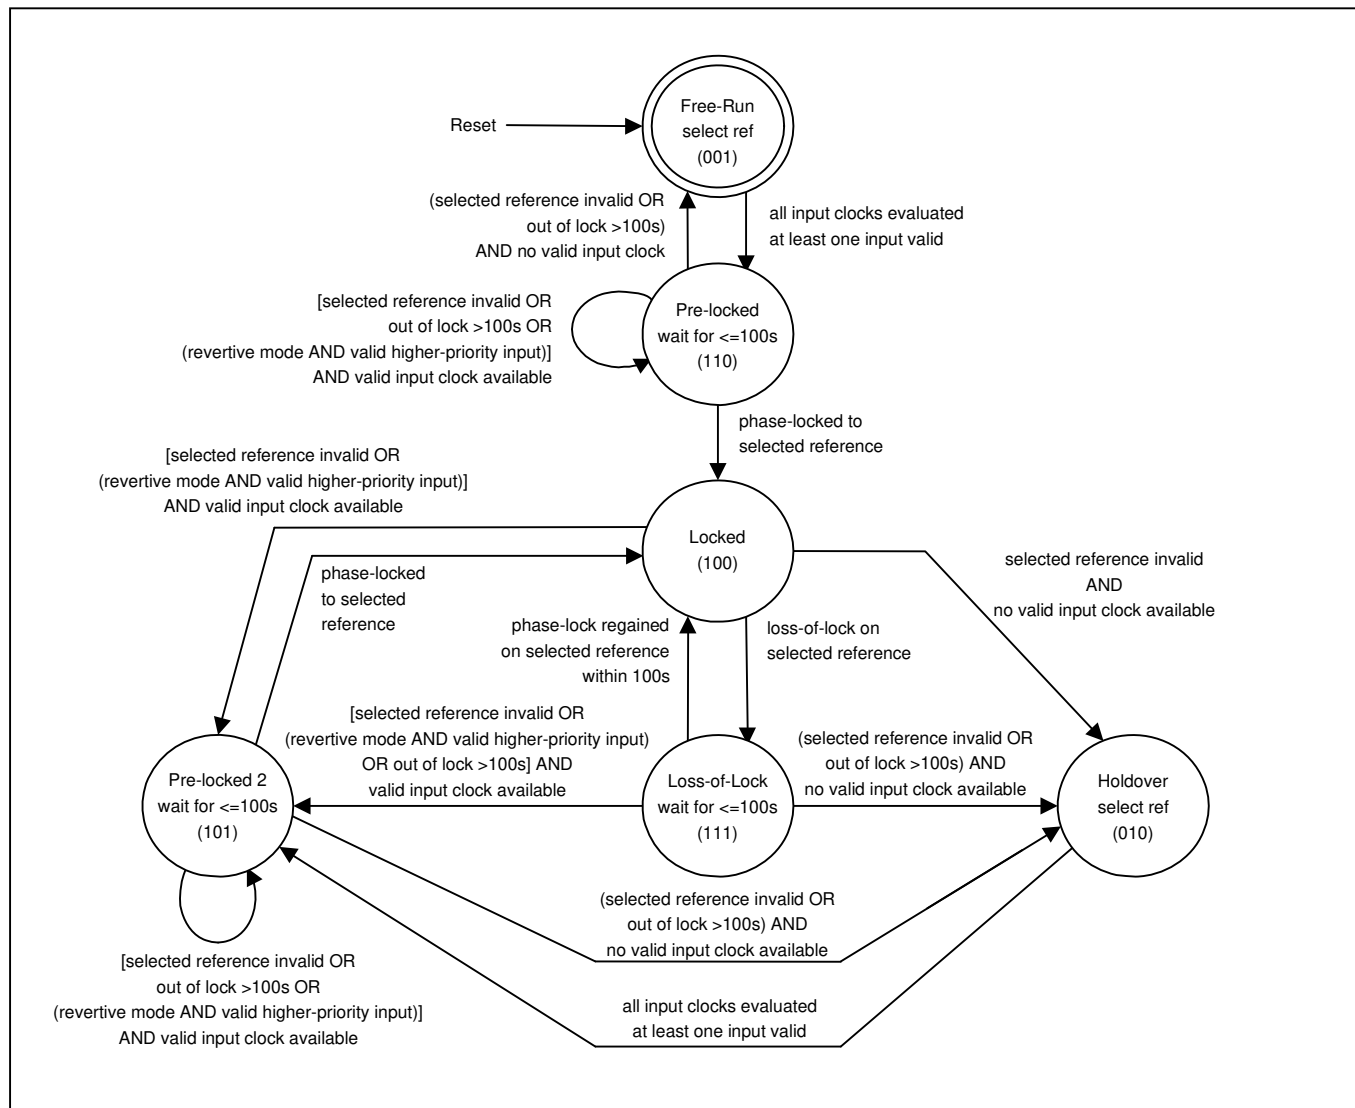 Free-Run
select ref
(001)
Reset
(selected reference invalid OR
out of lock >100s)
AND no valid input clock
all input clocks evaluated
at least one input valid
[selected reference invalid OR
out of lock >100s OR
(revertive mode AND valid higher-priority input)]
AND valid input clock available
Pre-locked
wait for <=100s
(110)
phase-locked to
selected reference
[selected reference invalid OR
(revertive mode AND valid higher-priority input)]
AND valid input clock available
Locked
(100)
phase-locked
to selected
reference
selected reference invalid
AND
no valid input clock available
phase-lock regained
on selected reference
within 100s
loss-of-lock on
selected reference
[selected reference invalid OR
(revertive mode AND valid higher-priority input)
OR out of lock >100s] AND
valid input clock available
(selected reference invalid OR
out of lock >100s) AND
no valid input clock available
Pre-locked 2
wait for <=100s
(101)
Loss-of-Lock
wait for <=100s
(111)
Holdover
select ref
(010)
(selected reference invalid OR
out of lock >100s) AND
no valid input clock available
[selected reference invalid OR
out of lock >100s OR
(revertive mode AND valid higher-priority input)]
AND valid input clock available
all input clocks evaluated
at least one input valid